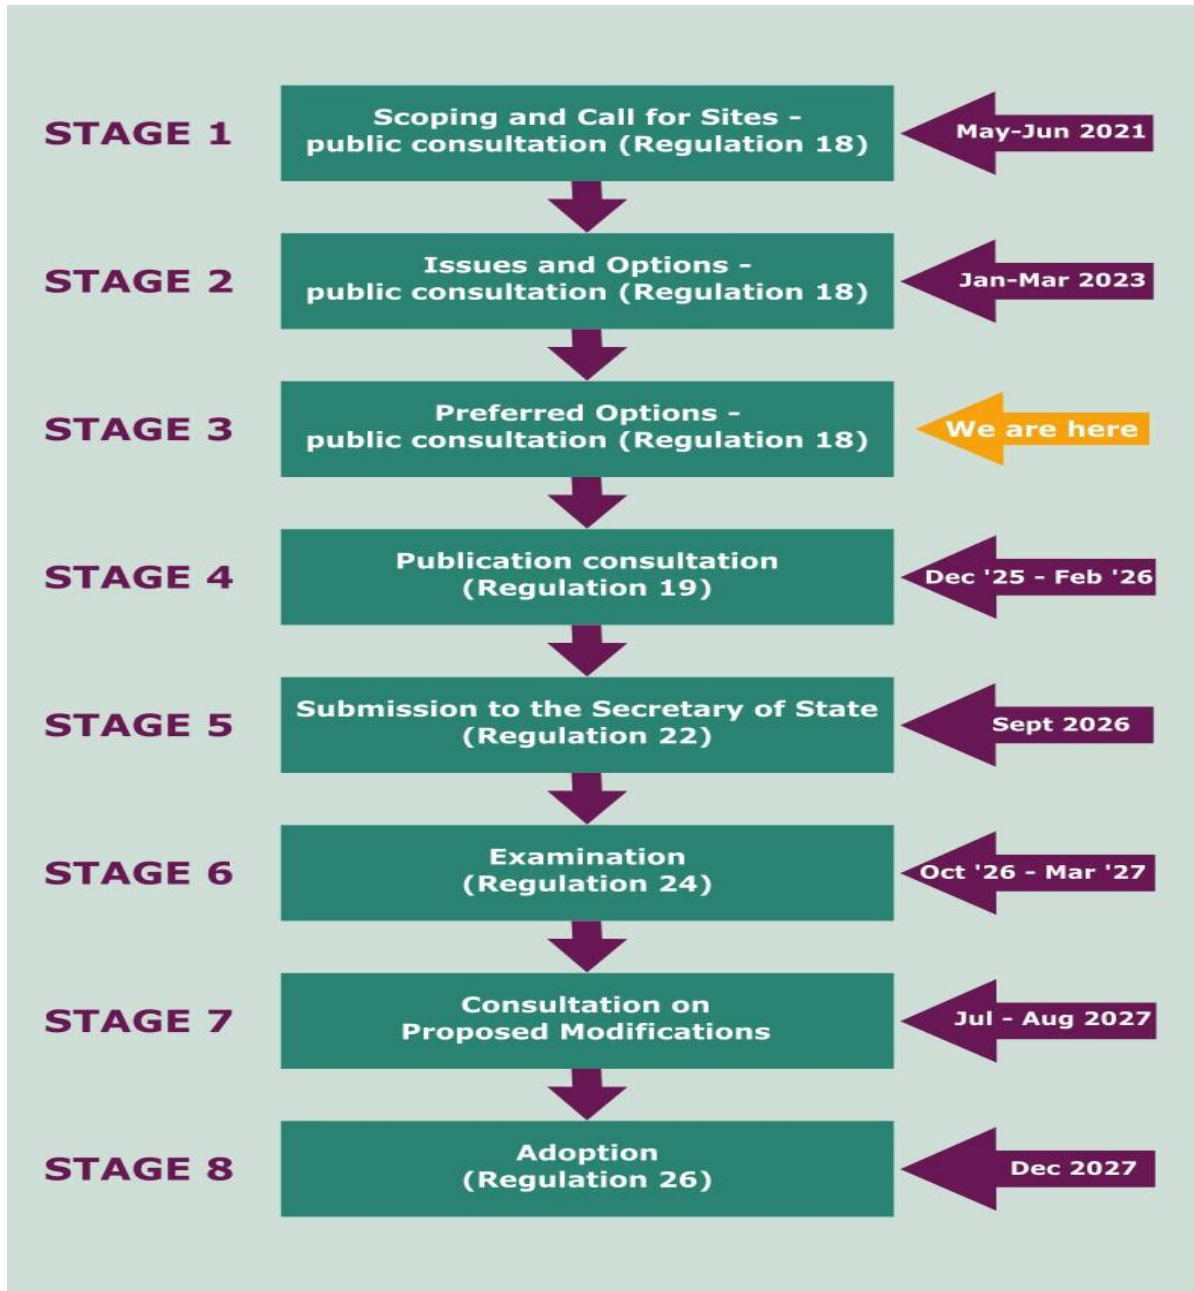 STAGE 1
Scoping and Call for Sites -
public consultation (Regulation 18)
May-Jun 2021
STAGE 2
Issues and Options -
public consultation (Regulation 18)
Jan-Mar 2023
STAGE 3
Preferred Options -
public consultation (Regulation 18)
We are here
STAGE 4
Publication consultation
(Regulation 19)
Dec '25 - Feb '26
STAGE 5
Submission to the Secretary of State
(Regulation 22)
Sept 2026
STAGE 6
Examination
(Regulation 24)
Oct '26 - Mar '27
STAGE 7
Consultation on
Proposed Modifications
Jul - Aug 2027
STAGE 8
Adoption
(Regulation 26)
Dec 2027